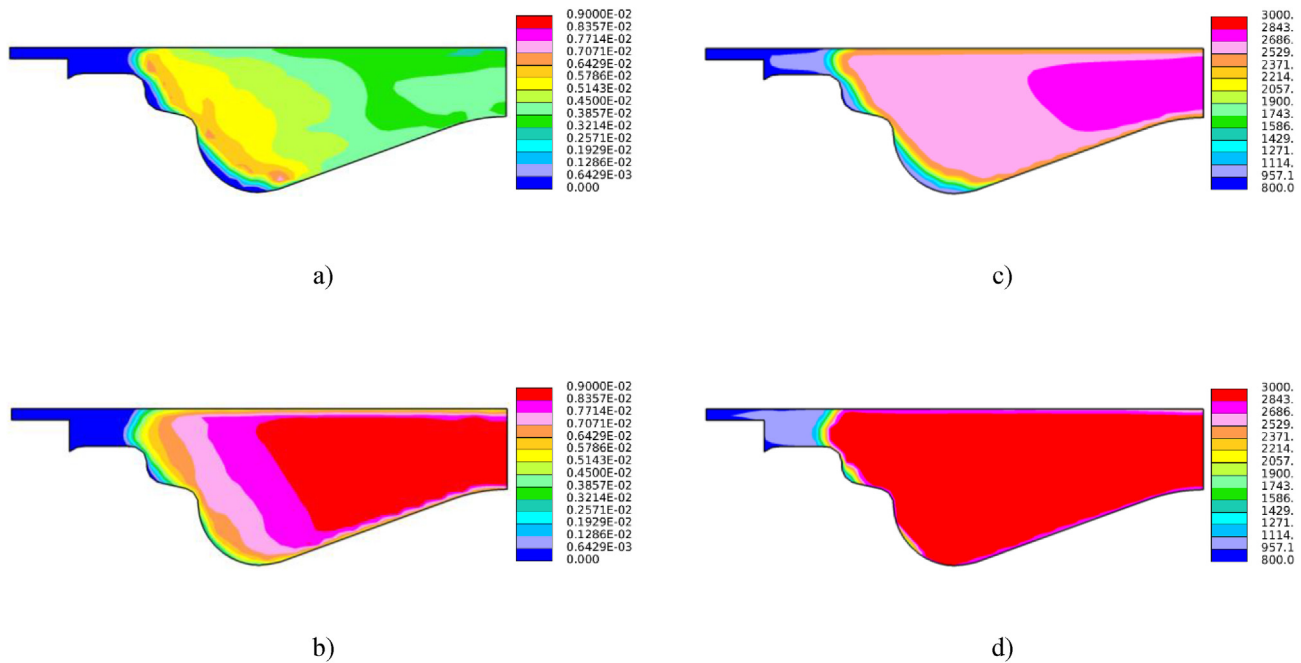 0.9000E-02
0.8357E-02
0.7714E-02
0.7071E-02
0.6429E-02
0.5786E-02
0.5143E-02
0.4500E-02
0.3857E-02
0.3214E-02
0.2571E-02
0.1929E-02
0.1286E-02
0.6429E-03
0.000
a)
3000.
2843.
2686.
2529.
2371.
2214.
2057.
1900.
1743.
1586.
1429.
1271.
1114.
957.1
800.0
c)
0.9000E-02
0.8357E-02
0.7714E-02
0.7071E-02
0.6429E-02
0.5786E-02
0.5143E-02
0.4500E-02
0.3857E-02
0.3214E-02
0.2571E-02
0.1929E-02
0.1286E-02
0.6429E-03
0.000
b)
3000.
2843.
2686.
2529.
2371.
2214.
2057.
1900.
1743.
1586.
1429.
1271.
1114.
957.1
800.0
d)